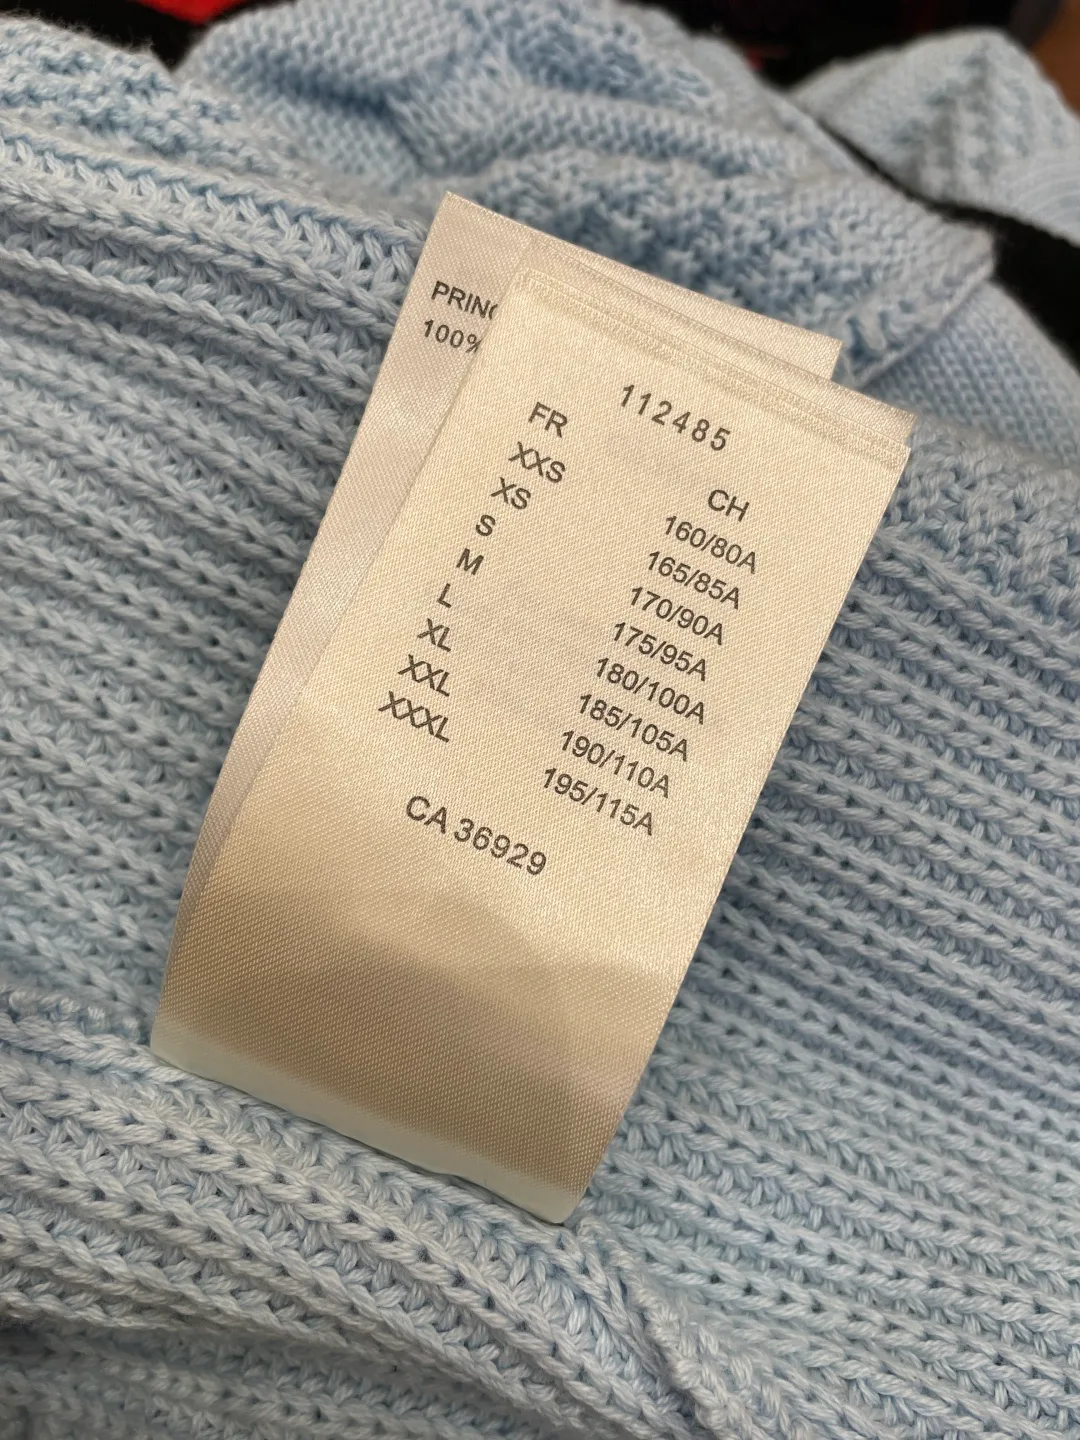 100%
112485
FR CH
XXS 160/80A
XS 165/85A
S 170/90A
M 175/95A
L 180/100A
XL 185/105A
XXL 190/110A
XXXL 195/115A
CA 36929